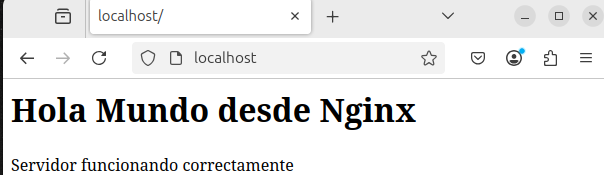 localhost/
localhost
Hola Mundo desde Nginx
Servidor funcionando correctamente